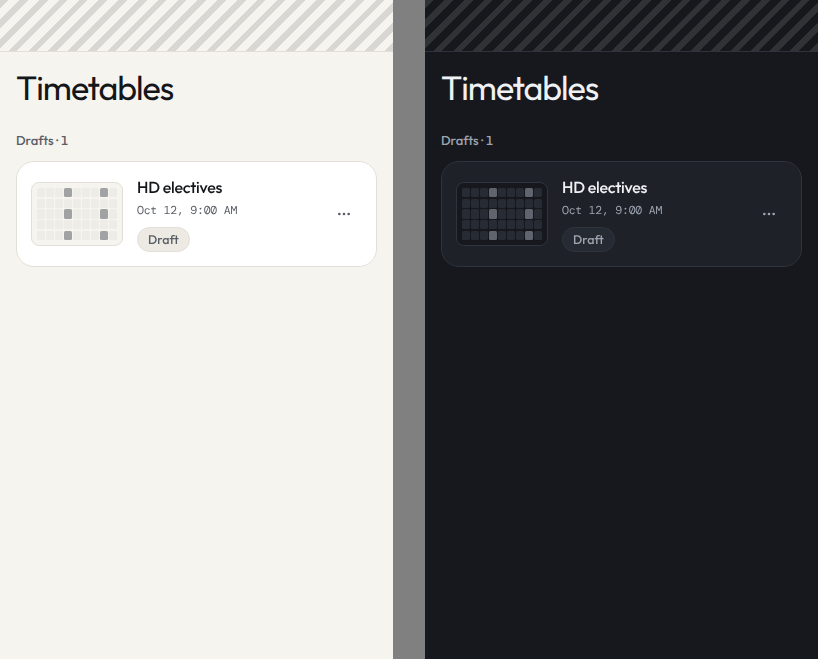 Timetables
Drafts · 1
HD electives
Oct 12, 9:00 AM
Draft
Timetables
Drafts · 1
HD electives
Oct 12, 9:00 AM
Draft